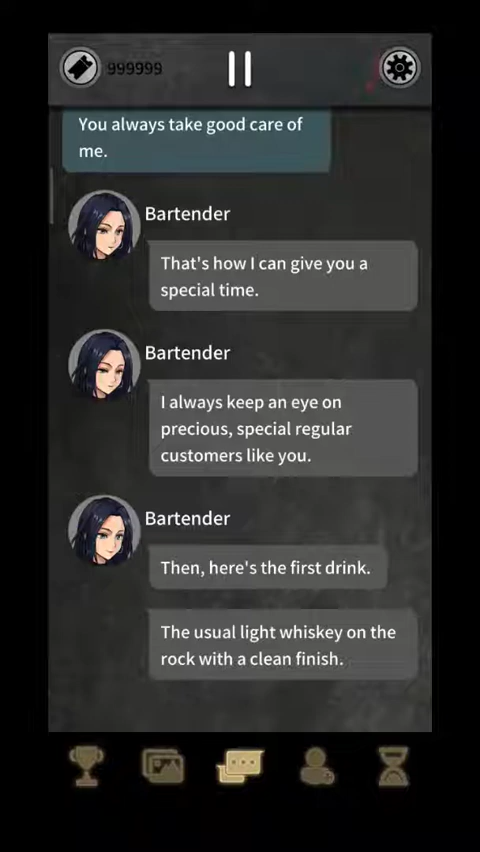 999999
You always take good care of
me.
Bartender
That's how I can give you a
special time.
Bartender
I always keep an eye on
precious, special regular
customers like you.
Bartender
Then, here's the first drink.
The usual light whiskey on the
rock with a clean finish.